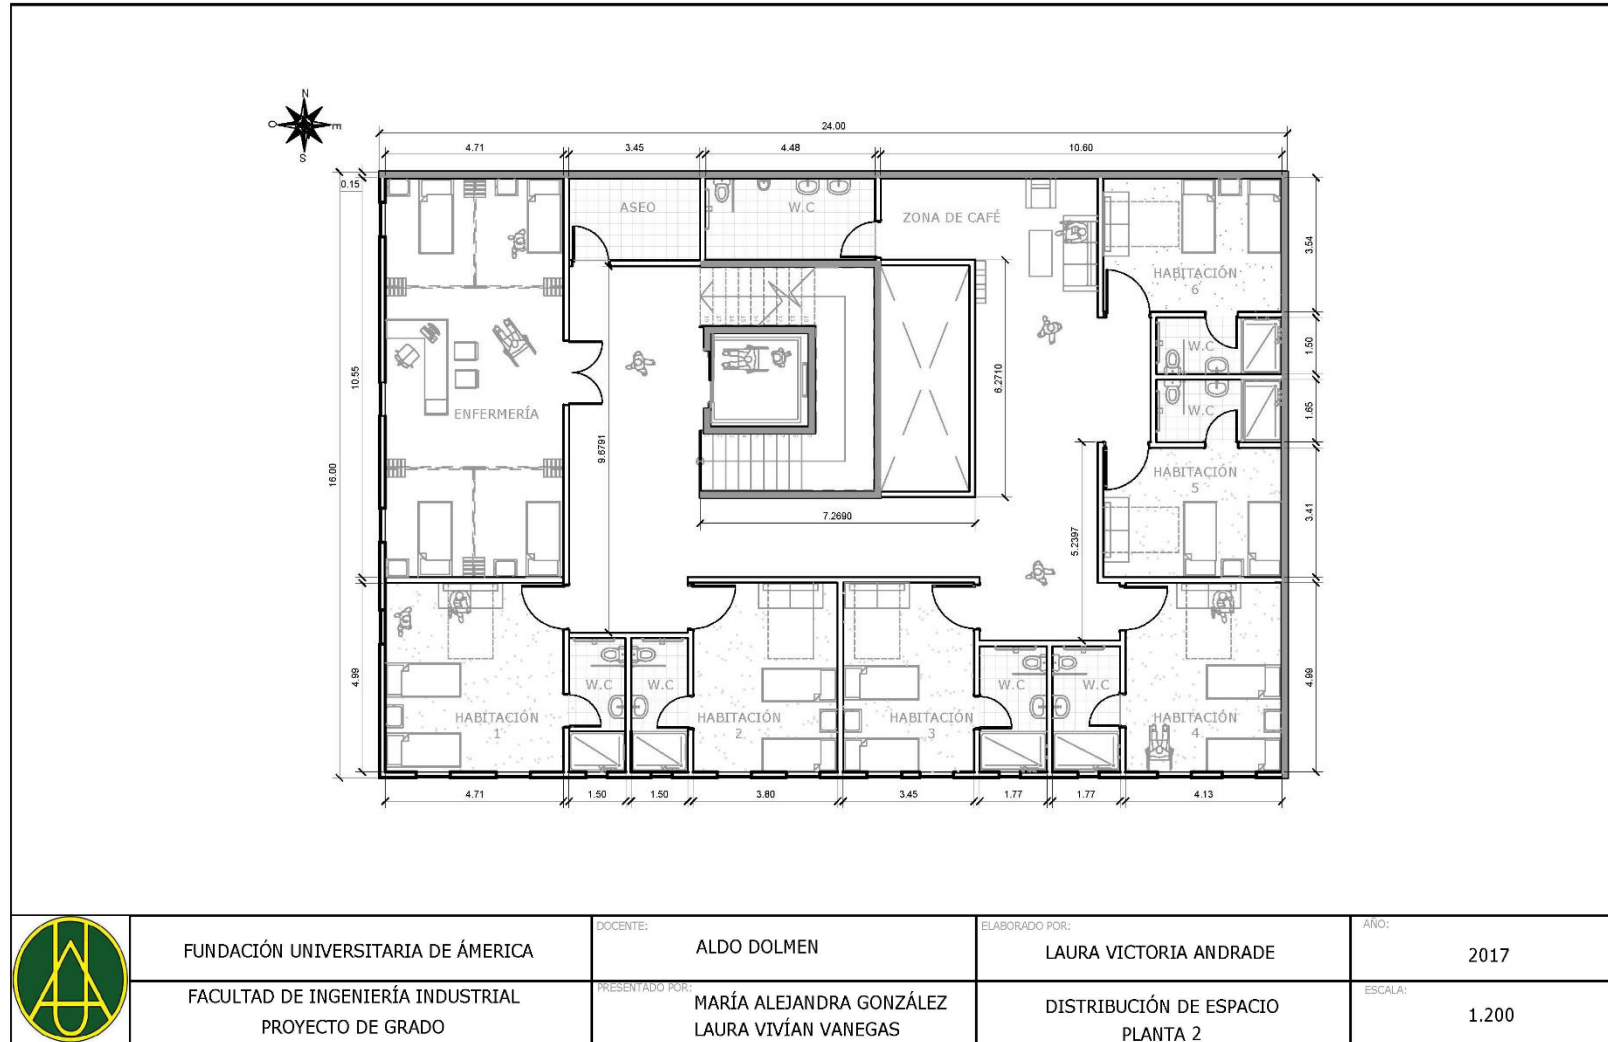 N
O
E
S
24.00
4.71
3.45
4.48
10.60
0.15
ASEO
W.C
ZONA DE CAFÉ
HABITACIÓN
6
3.54
W.C
1.50
W.C
1.65
10.55
ENFERMERÍA
6.2710
9.6791
16.00
HABITACIÓN
5
3.41
7.2690
5.2397
4.99
W.C
W.C
W.C
W.C
4.99
HABITACIÓN
1
HABITACIÓN
2
HABITACIÓN
3
HABITACIÓN
4
4.71
1.50
1.50
3.80
3.45
1.77
1.77
4.13
FUNDACIÓN UNIVERSITARIA DE ÁMERICA
FACULTAD DE INGENIERÍA INDUSTRIAL
PROYECTO DE GRADO
DOCENTE:
ALDO DOLMEN
PRESENTADO POR:
MARÍA ALEJANDRA GONZÁLEZ
LAURA VIVÍAN VANEGAS
ELABORADO POR:
LAURA VICTORIA ANDRADE
DISTRIBUCIÓN DE ESPACIO
PLANTA 2
AÑO:
2017
ESCALA:
1.200